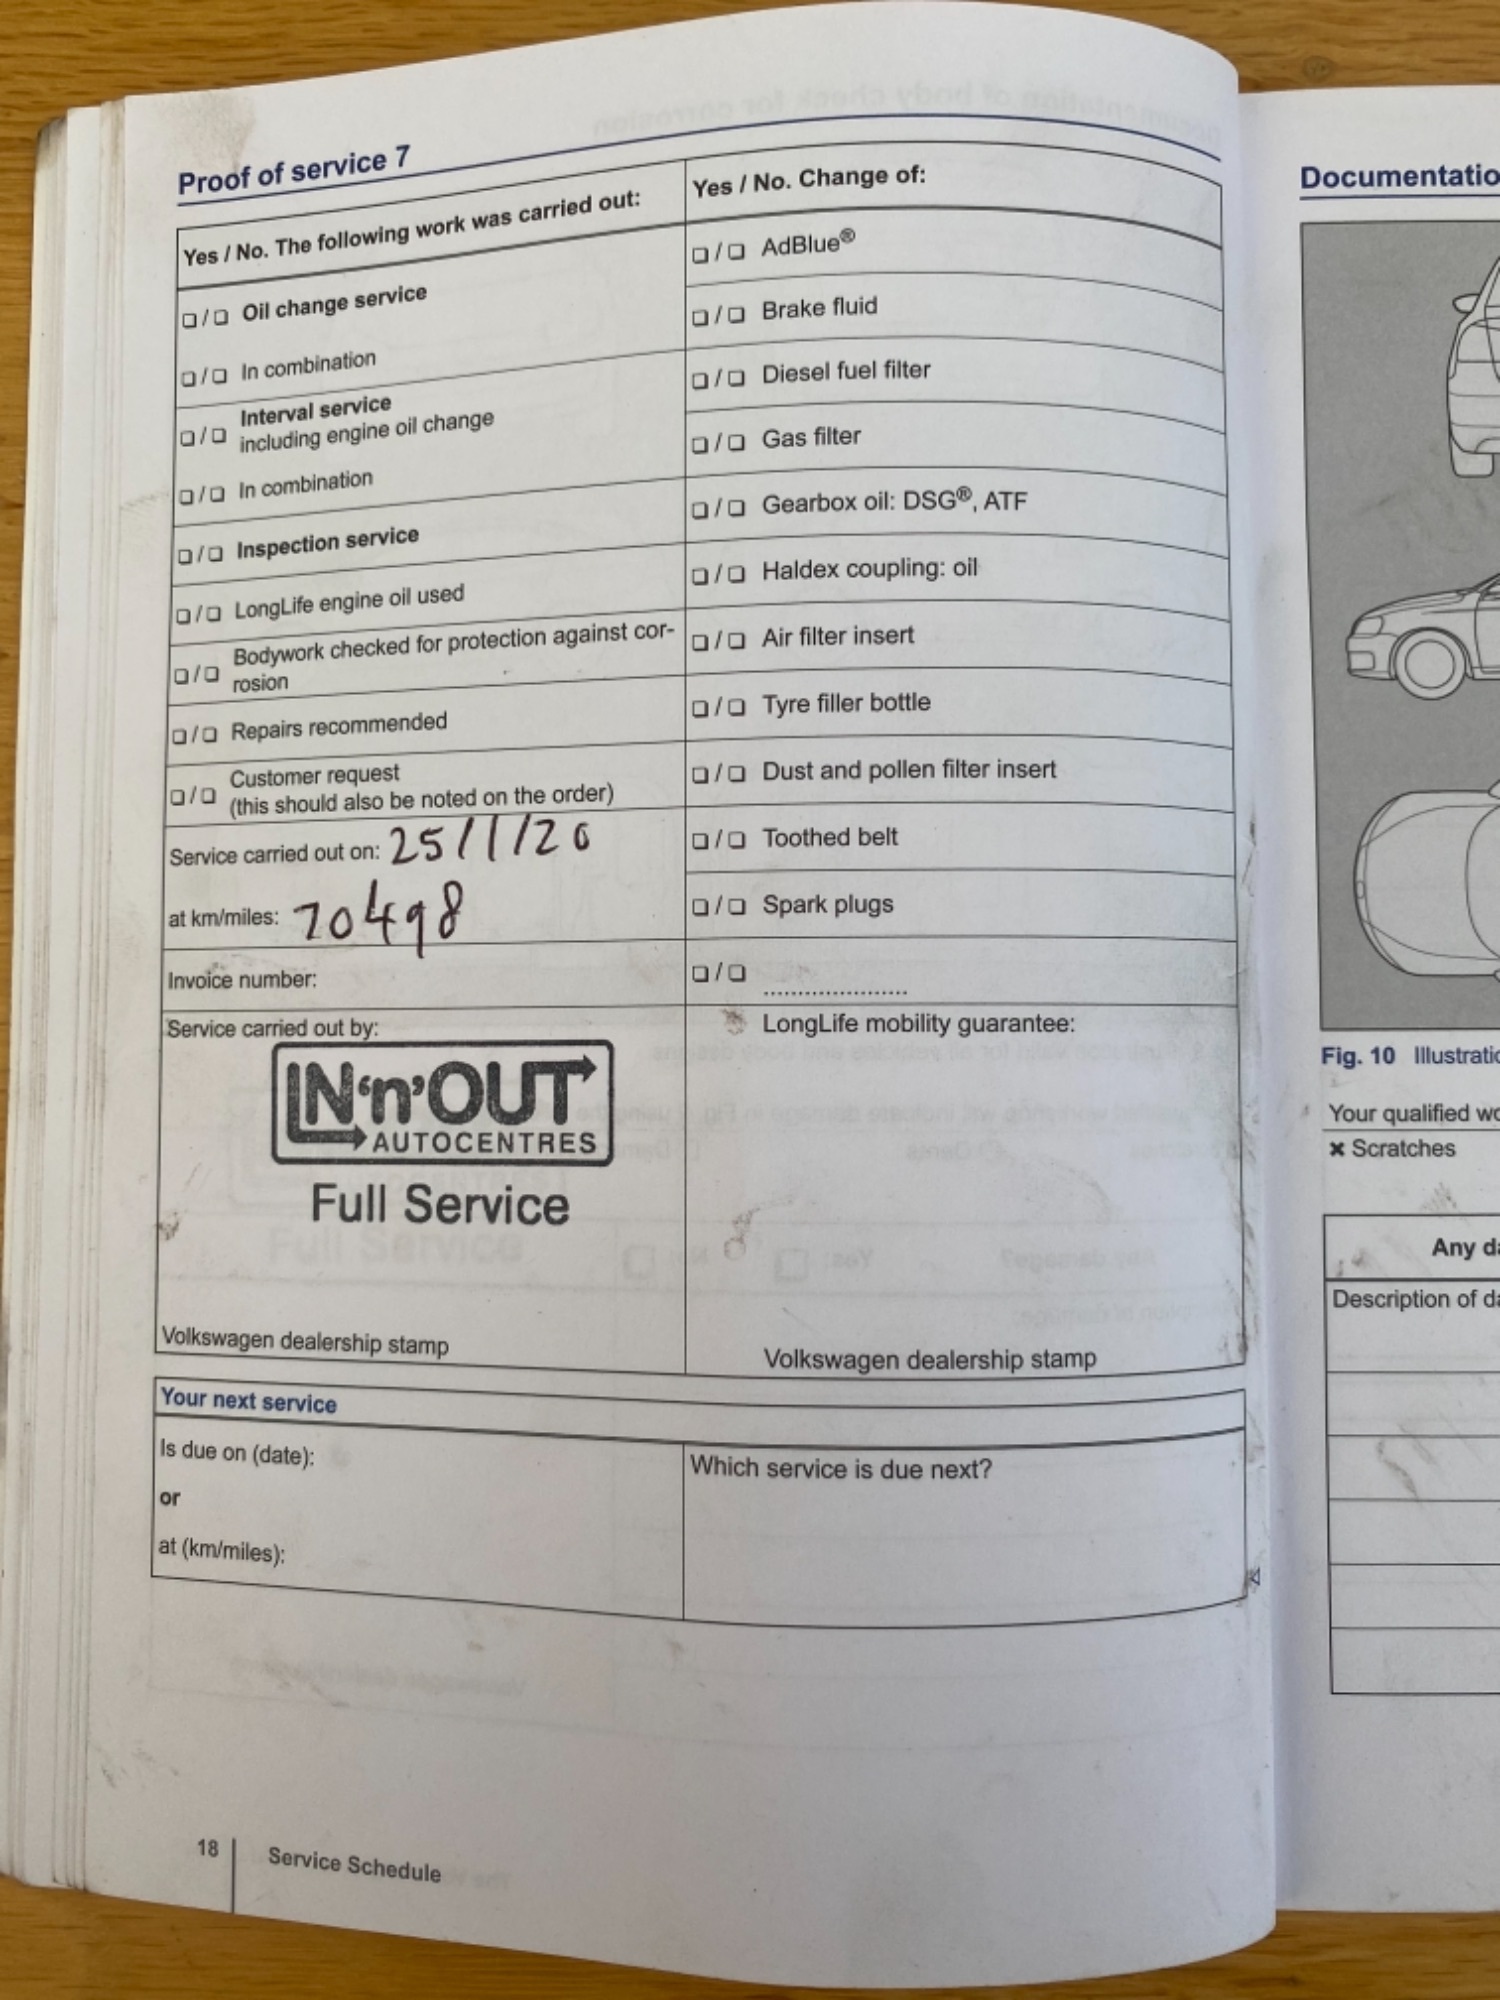 Proof of service 7
Yes / No. The following work was carried out:
❏ / ❏ Oil change service
❏ / ❏ In combination
❏ / ❏ Interval service
including engine oil change
❏ / ❏ In combination
❏ / ❏ Inspection service
❏ / ❏ LongLife engine oil used
❏ / ❏ Bodywork checked for protection against cor-
rosion
❏ / ❏ Repairs recommended
❏ / ❏ Customer request
(this should also be noted on the order)
Service carried out on: 25/1/20
at km/miles: 70498
Invoice number:
Service carried out by:
IN'n'OUT
AUTOCENTRES
Full Service
Volkswagen dealership stamp
Yes / No. Change of:
❏ / ❏ AdBlue®
❏ / ❏ Brake fluid
❏ / ❏ Diesel fuel filter
❏ / ❏ Gas filter
❏ / ❏ Gearbox oil: DSG®, ATF
❏ / ❏ Haldex coupling: oil
❏ / ❏ Air filter insert
❏ / ❏ Tyre filler bottle
❏ / ❏ Dust and pollen filter insert
❏ / ❏ Toothed belt
❏ / ❏ Spark plugs
❏ / ❏ ......................
LongLife mobility guarantee:
Volkswagen dealership stamp
Your next service
Is due on (date):
or
at (km/miles):
Which service is due next?
18
Service Schedule
Documentatio
Fig. 10 Illustratio
Your qualified wo
✖ Scratches
Any da
Description of da